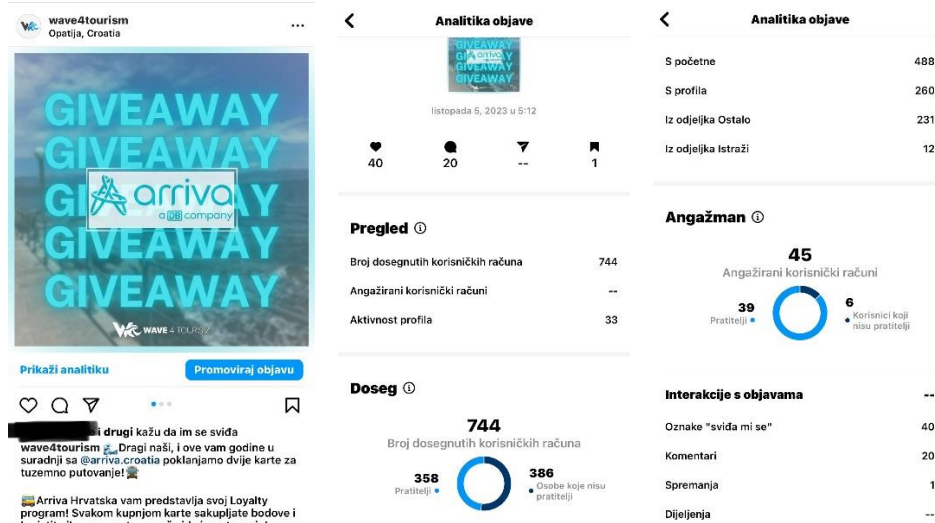 wave4tourism
Opatija, Croatia
GIVEAWAY
GIVEAWAY
GIVEAWAY
GIVEAWAY
GIVEAWAY
arriva
a DB company
WAVE 4 TOURISM
Prikaži analitiku
Promoviraj objavu
i drugi kažu da im se sviđa
wave4tourism 🌊Dragi naši, i ove vam godine u
suradnji sa @arriva.croatia poklanjamo dvije karte za
tuzemno putovanje!
Arriva Hrvatska vam predstavlja svoj Loyalty
program! Svakom kupnjom karte sakupljate bodove i
Analitika objave
GIVEAWAY
GIVEAWAY
arriva
GIVEAWAY
GIVEAWAY
listopada 5, 2023 u 5:12
40 20 -- 1
Pregled
Broj dosegnutih korisničkih računa 744
Angažirani korisnički računi --
Aktivnost profila 33
Doseg
744
Broj dosegnutih korisničkih računa
358
Pratitelji
386
Osobe koje nisu
pratitelji
Analitika objave
S početne 488
S profila 260
Iz odjeljka Ostalo 231
Iz odjeljka Istraži 12
Angažman
45
Angažirani korisnički računi
39
Pratitelji
6
Korisnici koji
nisu pratitelji
Interakcije s objavama --
Oznake "sviđa mi se" 40
Komentari 20
Spremanja 1
Dijeljenja --